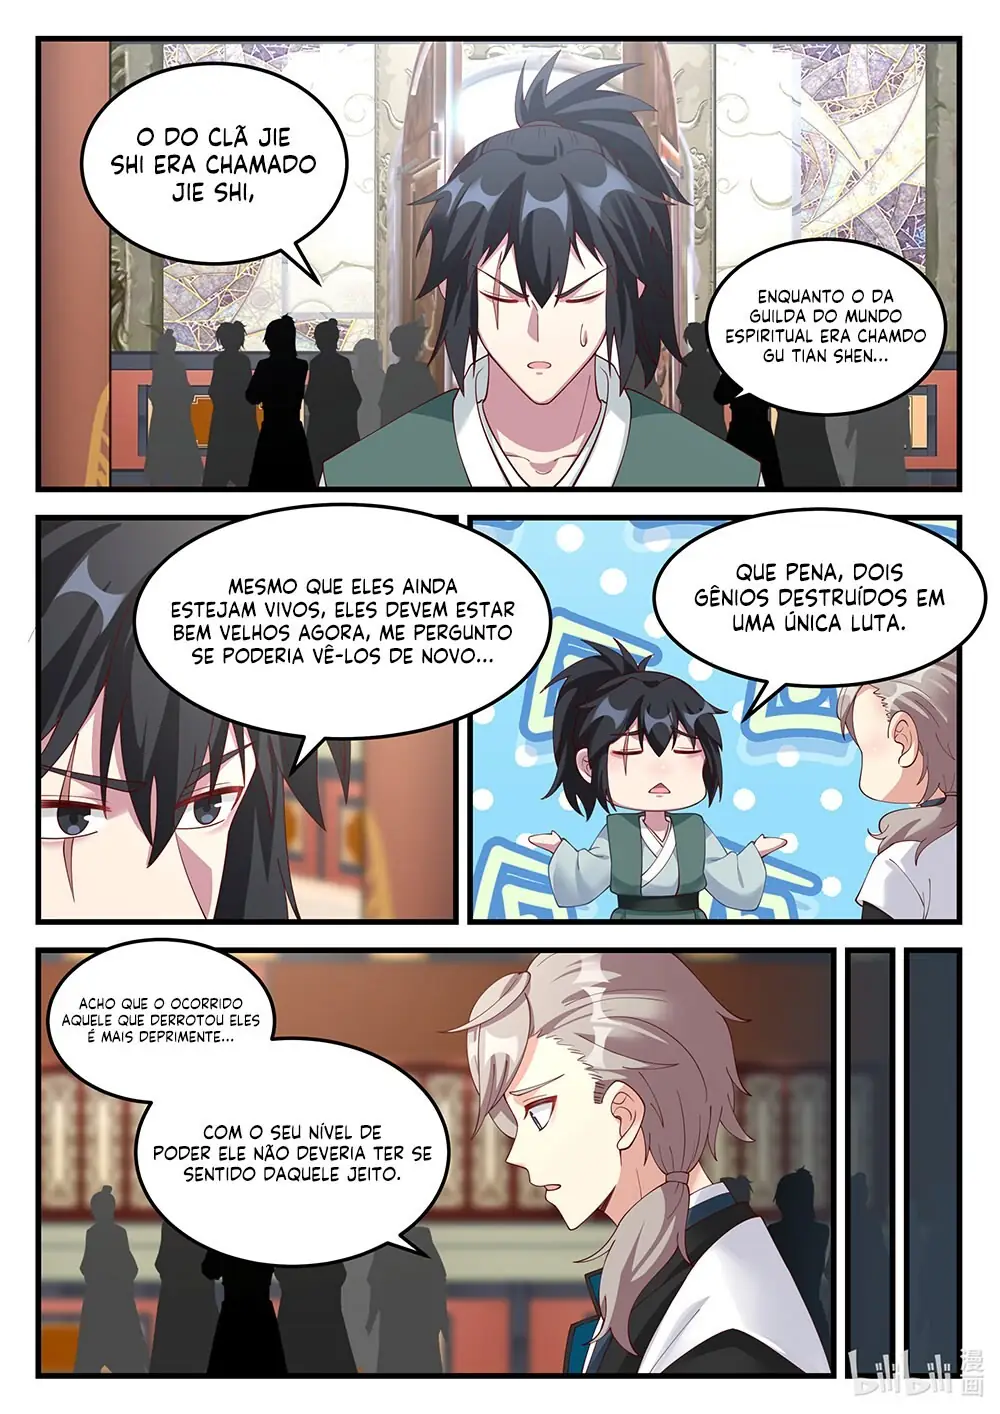 O DO CLÃ JIE
SHI ERA CHAMADO
JIE SHI,
ENQUANTO O DA
GUILDA DO MUNDO
ESPIRITUAL ERA CHAMDO
GU TIAN SHEN...
MESMO QUE ELES AINDA
ESTEJAM VIVOS, ELES DEVEM ESTAR
BEM VELHOS AGORA, ME PERGUNTO
SE PODERIA VÊ-LOS DE NOVO...
QUE PENA, DOIS
GÊNIOS DESTRUÍDOS EM
UMA ÚNICA LUTA.
ACHO QUE O OCORRIDO
AQUELE QUE DERROTOU ELES
É MAIS DEPRIMENTE...
COM O SEU NÍVEL DE
PODER ELE NÃO DEVERIA TER SE
SENTIDO DAQUELE JEITO.
bilibili 漫画